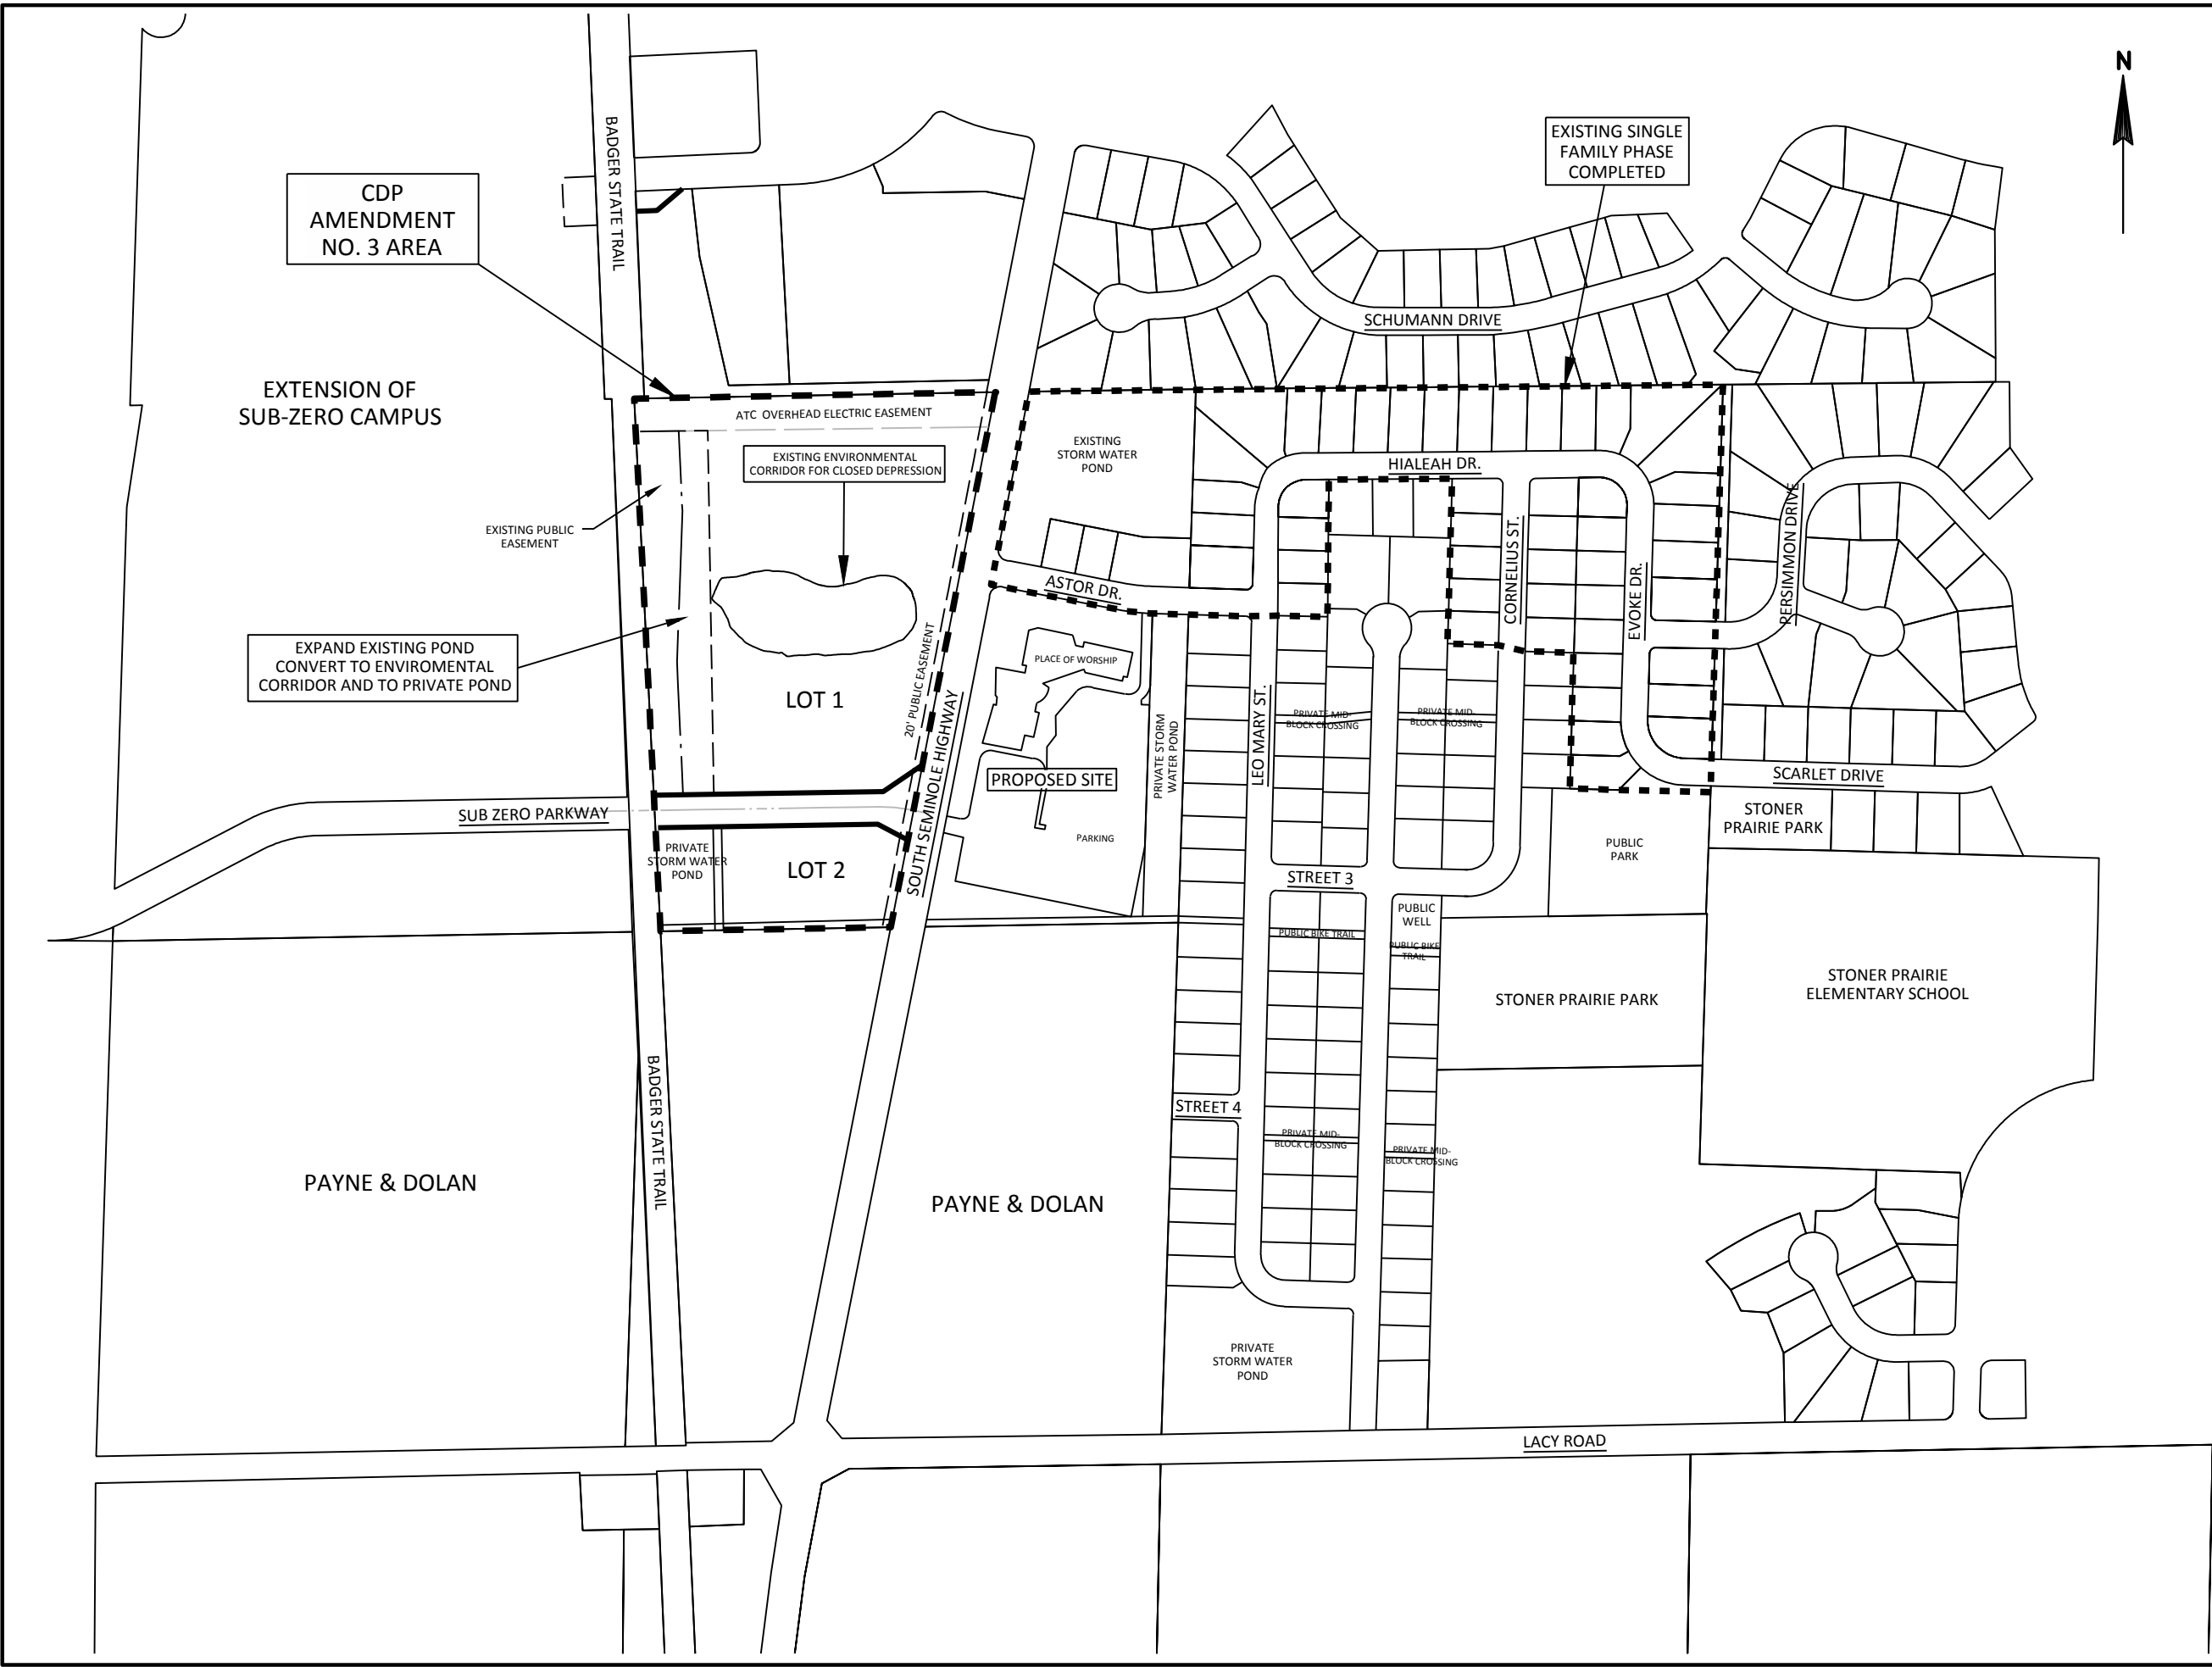 N
EXISTING SINGLE
FAMILY PHASE
COMPLETED
BADGER STATE TRAIL
CDP
AMENDMENT
NO. 3 AREA
SCHUMANN DRIVE
EXTENSION OF
SUB-ZERO CAMPUS
ATC OVERHEAD ELECTRIC EASEMENT
EXISTING
STORM WATER
POND
EXISTING ENVIRONMENTAL
CORRIDOR FOR CLOSED DEPRESSION
HIALEAH DR.
EXISTING PUBLIC
EASEMENT
PERSIMMON DRIVE
CORNELIUS ST.
EVOKE DR.
ASTOR DR.
EXPAND EXISTING POND
CONVERT TO ENVIROMENTAL
CORRIDOR AND TO PRIVATE POND
20' PUBLIC EASEMENT
PLACE OF WORSHIP
LOT 1
LEO MARY ST.
PRIVATE MID-
BLOCK CROSSING
PRIVATE MID-
BLOCK CROSSING
PRIVATE STORM
WATER POND
SOUTH SEMINOLE HIGHWAY
PROPOSED SITE
SCARLET DRIVE
SUB ZERO PARKWAY
STONER
PRAIRIE PARK
PARKING
PUBLIC
PARK
PRIVATE
STORM WATER
POND
LOT 2
STREET 3
PUBLIC
WELL
PUBLIC BIKE TRAIL
PUBLIC BIKE
TRAIL
STONER PRAIRIE
ELEMENTARY SCHOOL
STONER PRAIRIE PARK
BADGER STATE TRAIL
STREET 4
PRIVATE MID-
BLOCK CROSSING
PRIVATE MID-
BLOCK CROSSING
PAYNE & DOLAN
PAYNE & DOLAN
PRIVATE
STORM WATER
POND
LACY ROAD